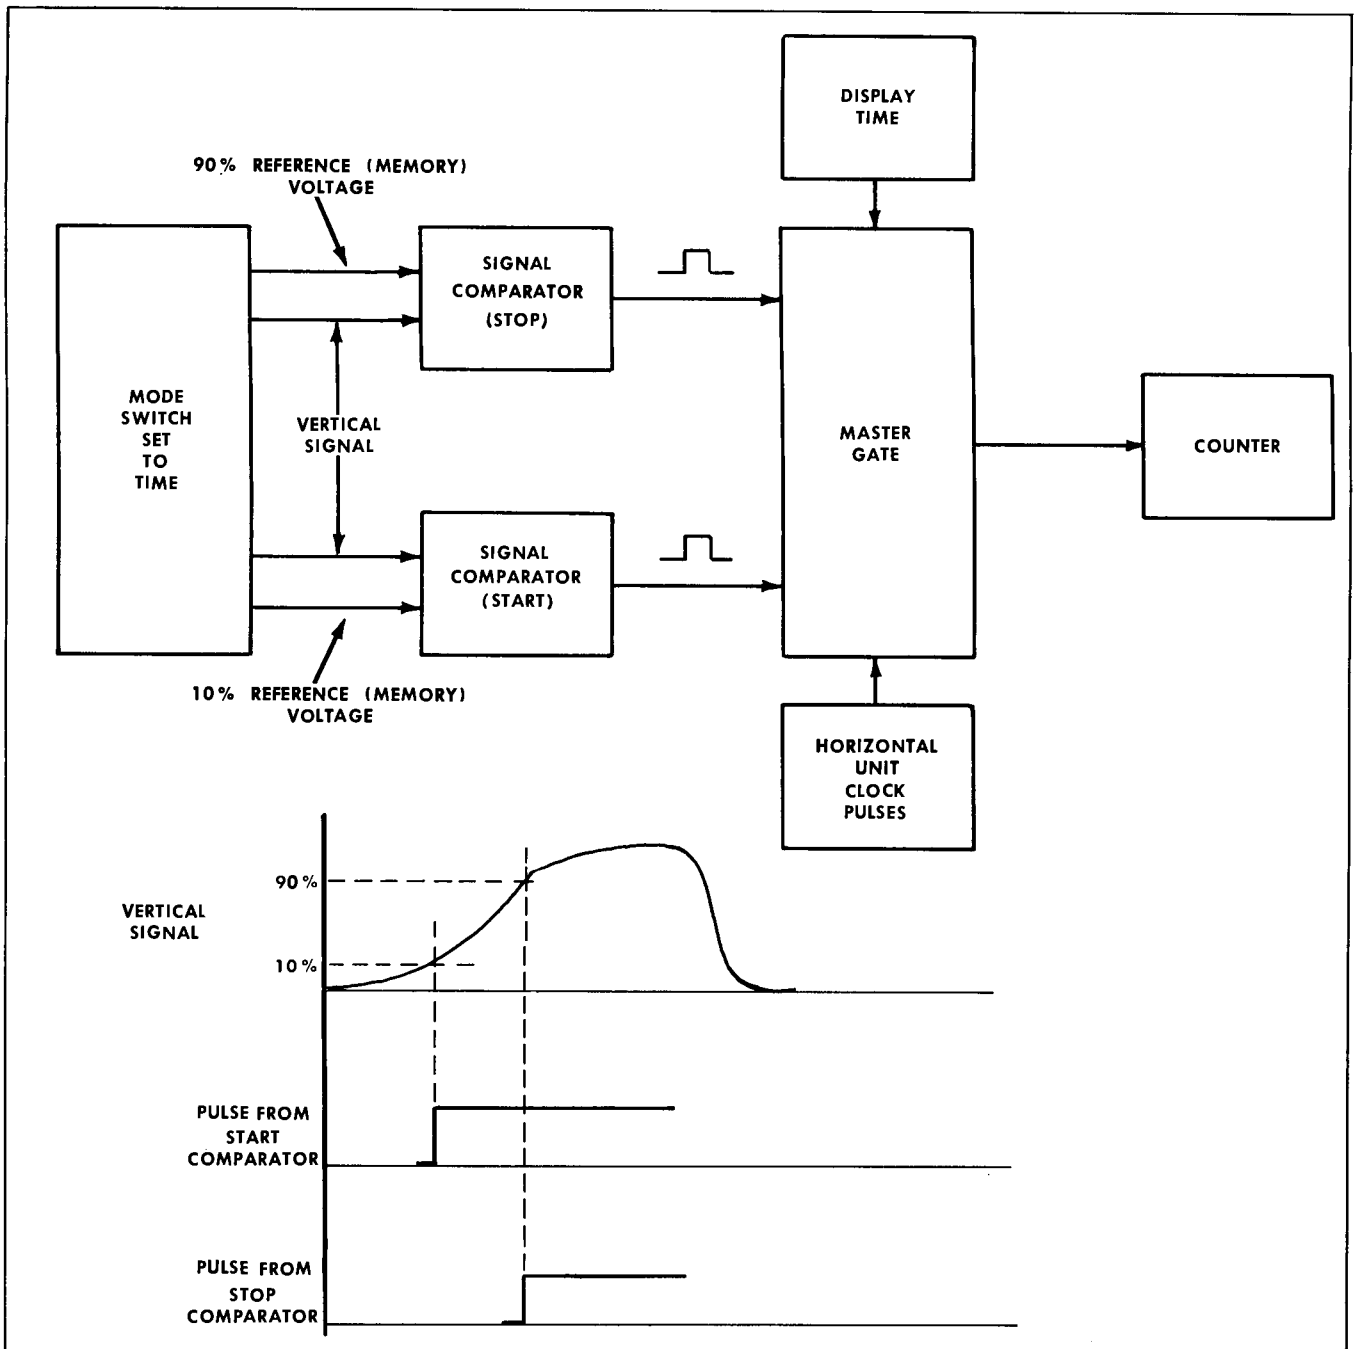 DISPLAY
TIME
90% REFERENCE (MEMORY)
VOLTAGE
SIGNAL
COMPARATOR
(STOP)
MODE
SWITCH
SET
TO
TIME
VERTICAL
SIGNAL
MASTER
GATE
COUNTER
SIGNAL
COMPARATOR
(START)
10% REFERENCE (MEMORY)
VOLTAGE
HORIZONTAL
UNIT
CLOCK
PULSES
90%
VERTICAL
SIGNAL
10%
PULSE FROM
START
COMPARATOR
PULSE FROM
STOP
COMPARATOR